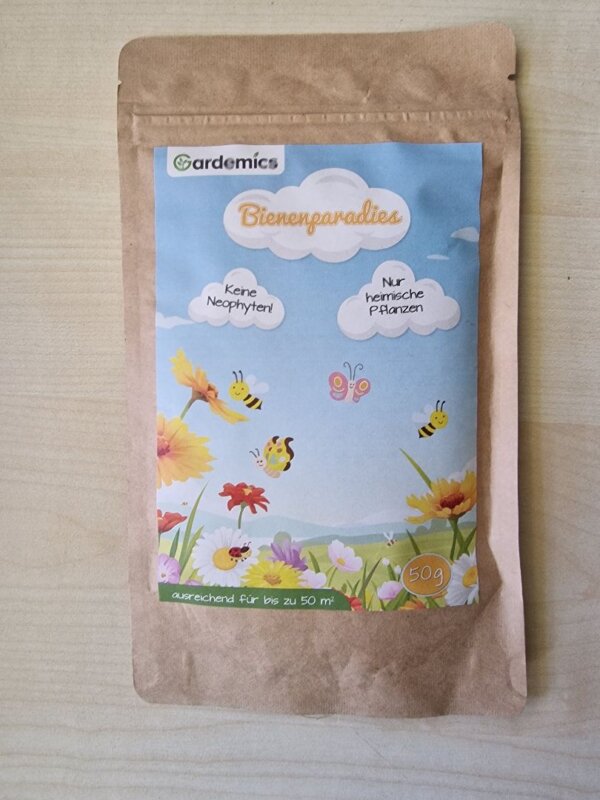 Gardemics
Bienenparadies
Keine
Neophyten!
Nur
heimische
Pflanzen
50g
ausreichend für bis zu 50 m²